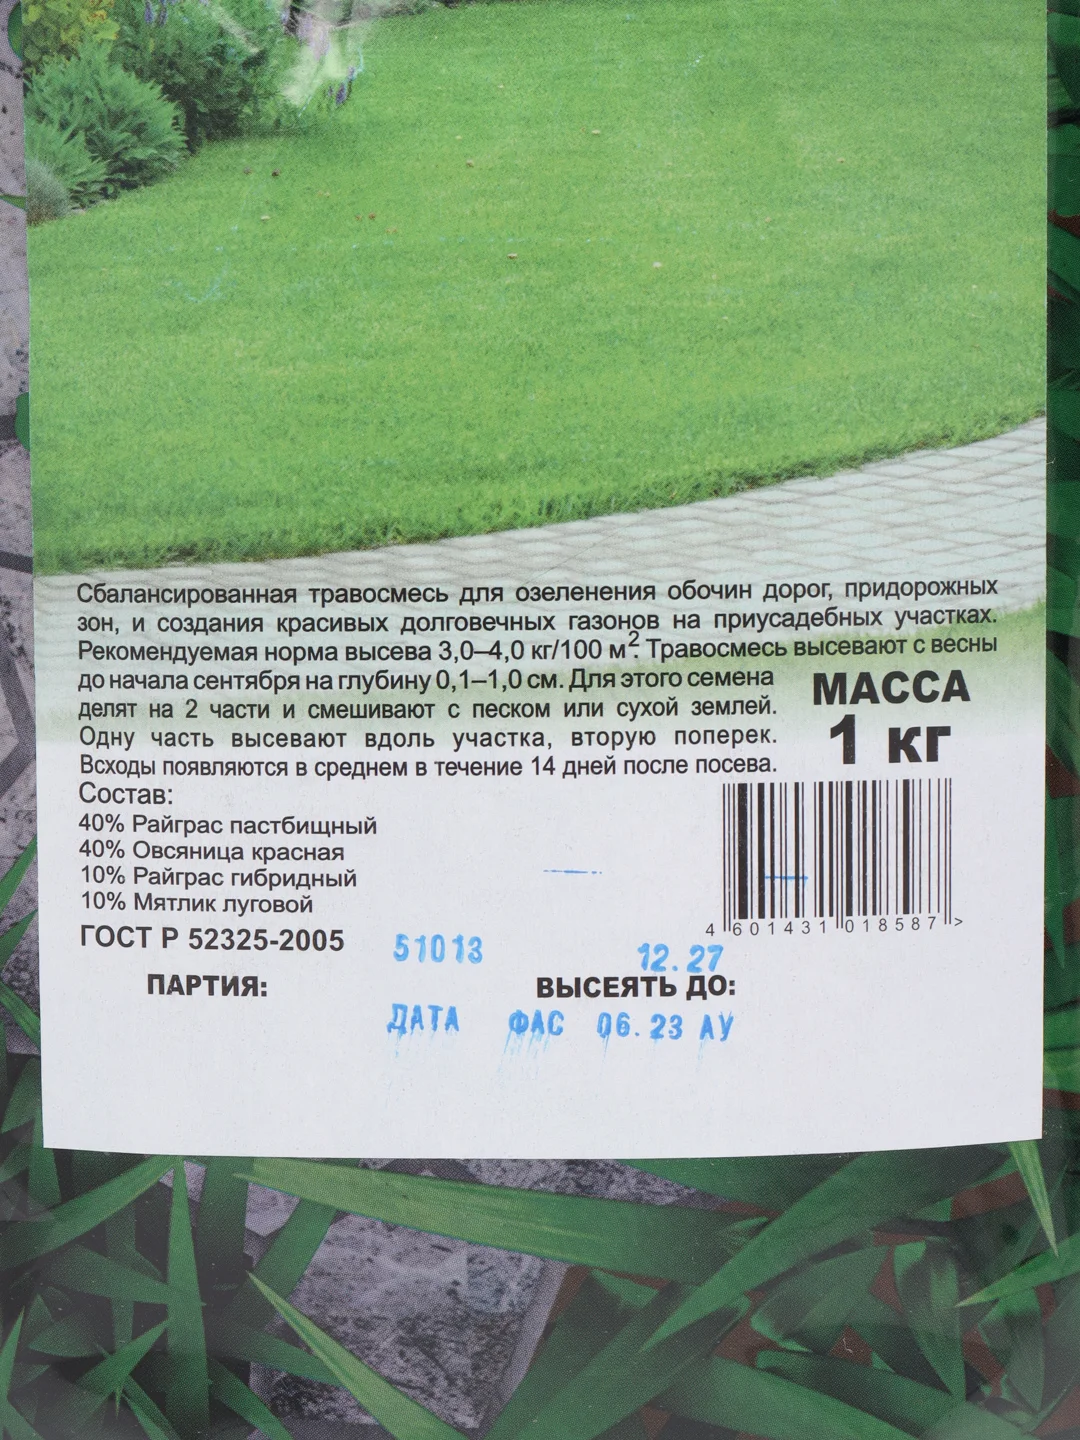 Сбалансированная травосмесь для озеленения обочин дорог, придорожных
зон, и создания красивых долговечных газонов на приусадебных участках.
Рекомендуемая норма высева 3,0–4,0 кг/100 м². Травосмесь высевают с весны
до начала сентября на глубину 0,1–1,0 см. Для этого семена
делят на 2 части и смешивают с песком или сухой землей.
Одну часть высевают вдоль участка, вторую поперек.
Всходы появляются в среднем в течение 14 дней после посева.
МАССА
1 кг
Состав:
40% Райграс пастбищный
40% Овсяница красная
10% Райграс гибридный
10% Мятлик луговой
4 601431 018587 >
ГОСТ Р 52325-2005
51013
12.27
ПАРТИЯ:
ВЫСЕЯТЬ ДО:
ДАТА ФАС 06.23 АУ